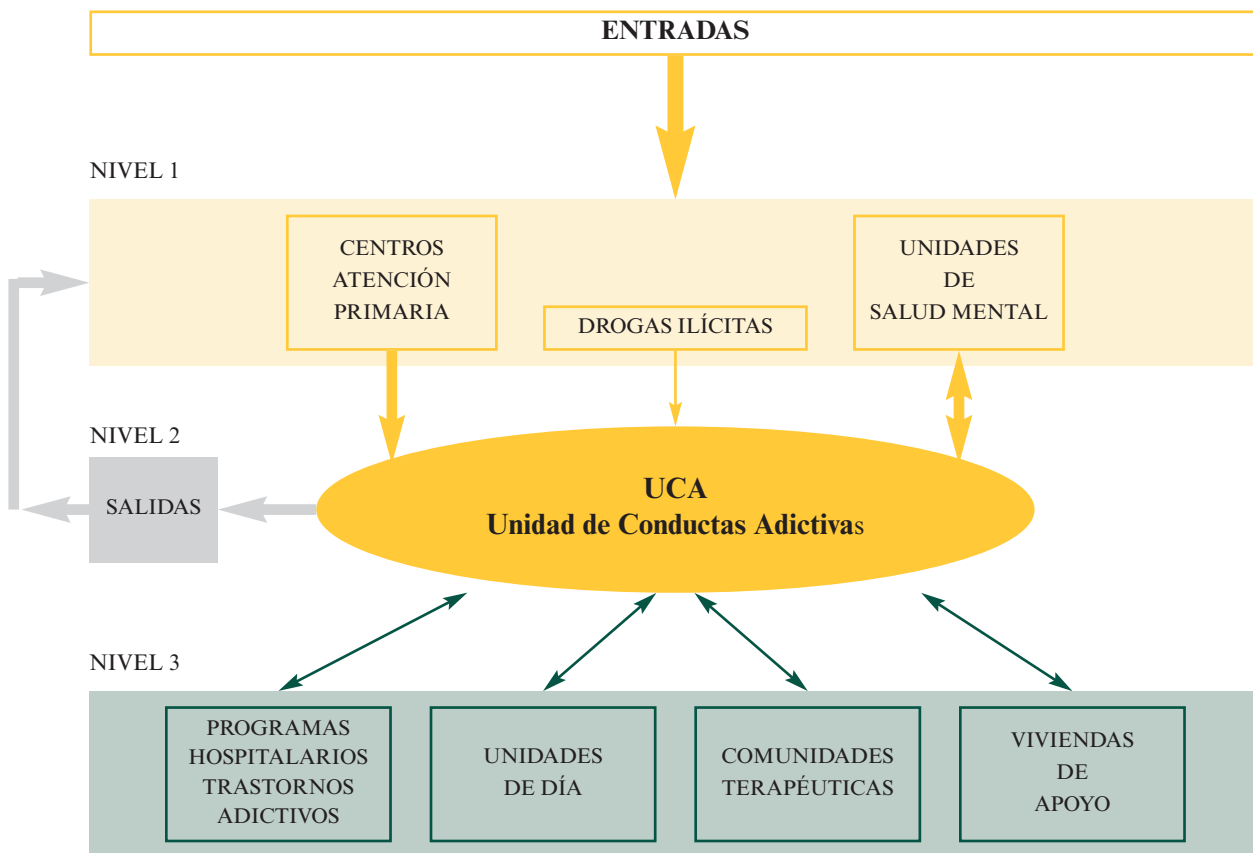 ENTRADAS
NIVEL 1
CENTROS
ATENCIÓN
PRIMARIA
DROGAS ILÍCITAS
UNIDADES
DE
SALUD MENTAL
NIVEL 2
SALIDAS
UCA
Unidad de Conductas Adictivas
NIVEL 3
PROGRAMAS
HOSPITALARIOS
TRASTORNOS
ADICTIVOS
UNIDADES
DE DÍA
COMUNIDADES
TERAPÉUTICAS
VIVIENDAS
DE
APOYO